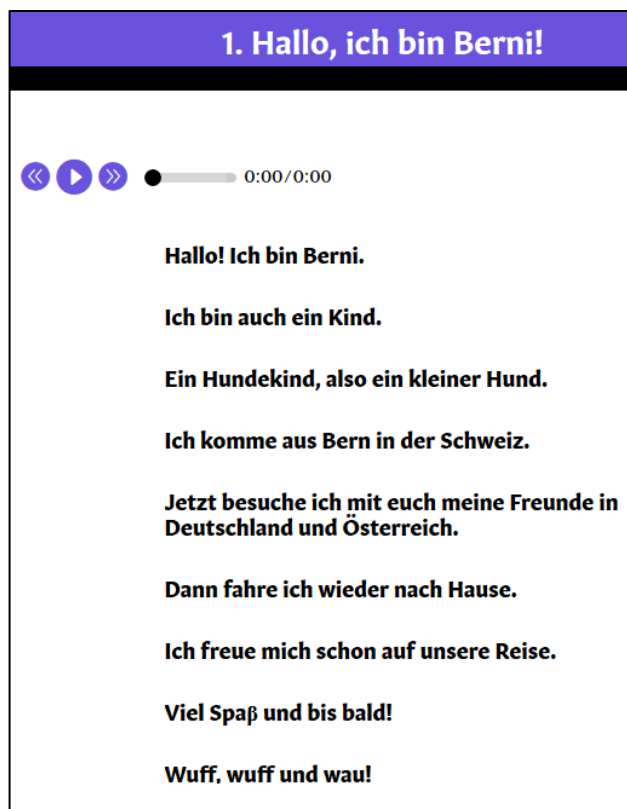 1. Hallo, ich bin Berni!
0:00/0:00
Hallo! Ich bin Berni.
Ich bin auch ein Kind.
Ein Hundekind, also ein kleiner Hund.
Ich komme aus Bern in der Schweiz.
Jetzt besuche ich mit euch meine Freunde in
Deutschland und Österreich.
Dann fahre ich wieder nach Hause.
Ich freue mich schon auf unsere Reise.
Viel Spaβ und bis bald!
Wuff, wuff und wau!